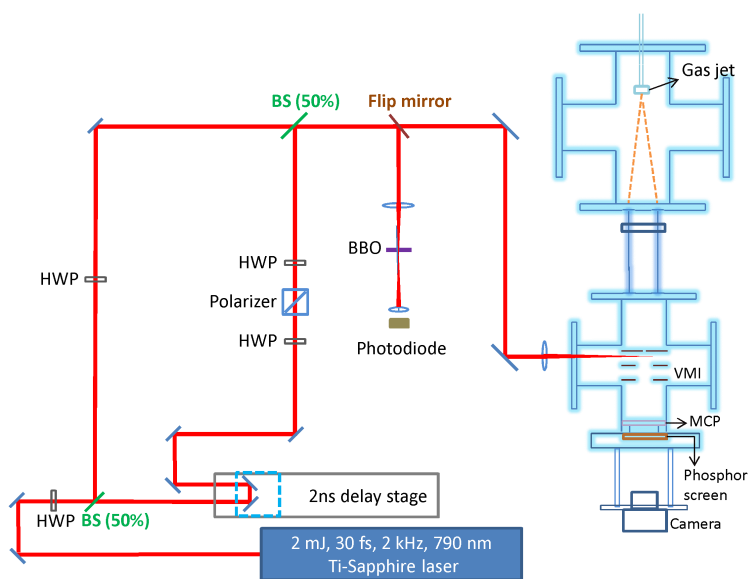 Gas jet
BS (50%)
Flip mirror
HWP
HWP
BBO
Polarizer
HWP
Photodiode
VMI
MCP
Phosphor
screen
2ns delay stage
HWP
BS (50%)
Camera
2 mJ, 30 fs, 2 kHz, 790 nm
Ti-Sapphire laser